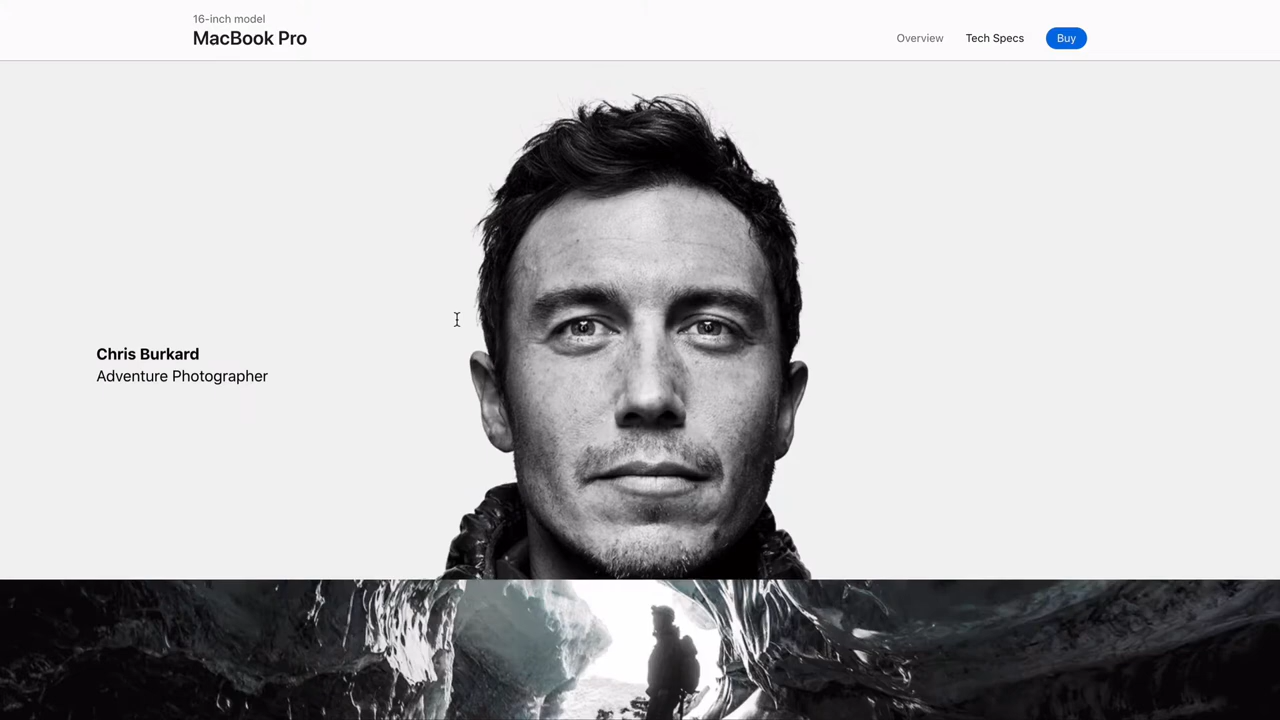 16-inch model
MacBook Pro
Overview
Tech Specs
Buy
Chris Burkard
Adventure Photographer